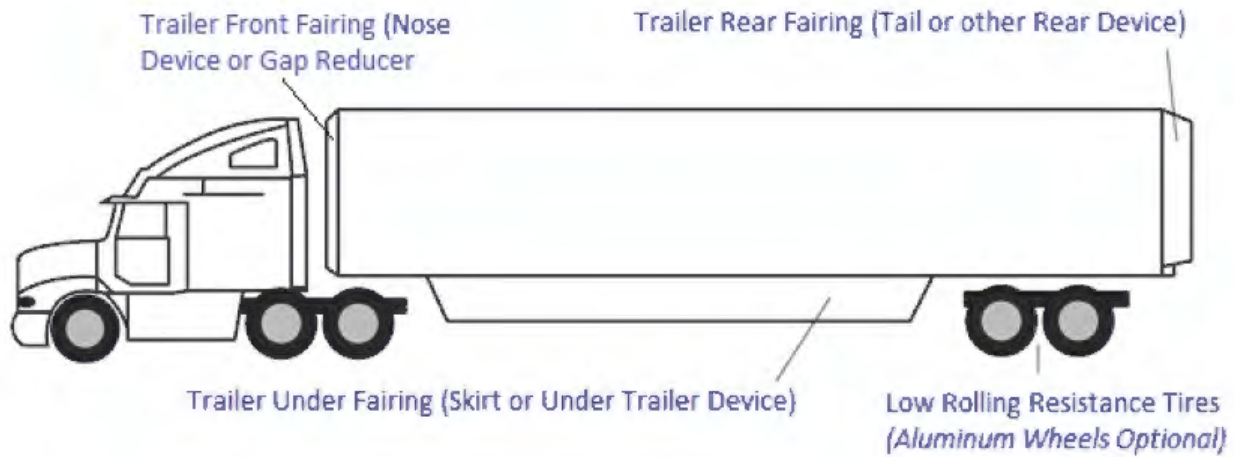 Trailer Front Fairing (Nose
Device or Gap Reducer
Trailer Rear Fairing (Tail or other Rear Device)
Trailer Under Fairing (Skirt or Under Trailer Device)
Low Rolling Resistance Tires
(Aluminum Wheels Optional)